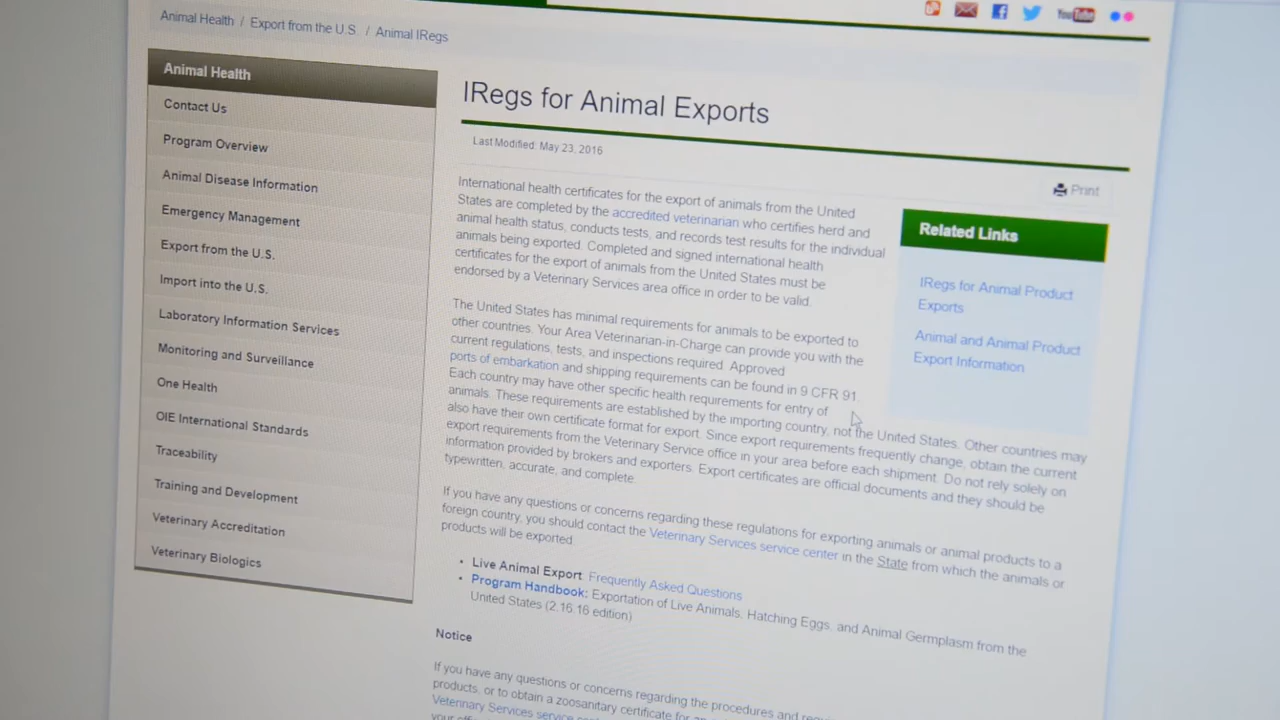 Animal Health / Export from the U.S. / Animal IRegs
You Tube
Animal Health
Contact Us
Program Overview
Animal Disease Information
Emergency Management
Export from the U.S.
Import into the U.S.
Laboratory Information Services
Monitoring and Surveillance
One Health
OIE International Standards
Traceability
Training and Development
Veterinary Accreditation
Veterinary Biologics
IRegs for Animal Exports
Last Modified: May 23, 2016
Print
International health certificates for the export of animals from the United
States are completed by the accredited veterinarian who certifies herd and
animal health status, conducts tests, and records test results for the individual
animals being exported. Completed and signed international health
certificates for the export of animals from the United States must be
endorsed by a Veterinary Services area office in order to be valid.
The United States has minimal requirements for animals to be exported to
other countries. Your Area Veterinarian-in-Charge can provide you with the
current regulations, tests, and inspections required. Approved
ports of embarkation and shipping requirements can be found in 9 CFR 91.
Each country may have other specific health requirements for entry of
animals. These requirements are established by the importing country, not the United States. Other countries may
also have their own certificate format for export. Since export requirements frequently change, obtain the current
export requirements from the Veterinary Service office in your area before each shipment. Do not rely solely on
information provided by brokers and exporters. Export certificates are official documents and they should be
typewritten, accurate, and complete.
If you have any questions or concerns regarding these regulations for exporting animals or animal products to a
foreign country, you should contact the Veterinary Services service center in the State from which the animals or
products will be exported.
• Live Animal Export Frequently Asked Questions
• Program Handbook: Exportation of Live Animals, Hatching Eggs, and Animal Germplasm from the
United States (2.16.16 edition)
Notice
If you have any questions or concerns regarding the procedures and
products, or to obtain a zoosanitary certificate for an
Veterinary Services service
Related Links
IRegs for Animal Product
Exports
Animal and Animal Product
Export Information